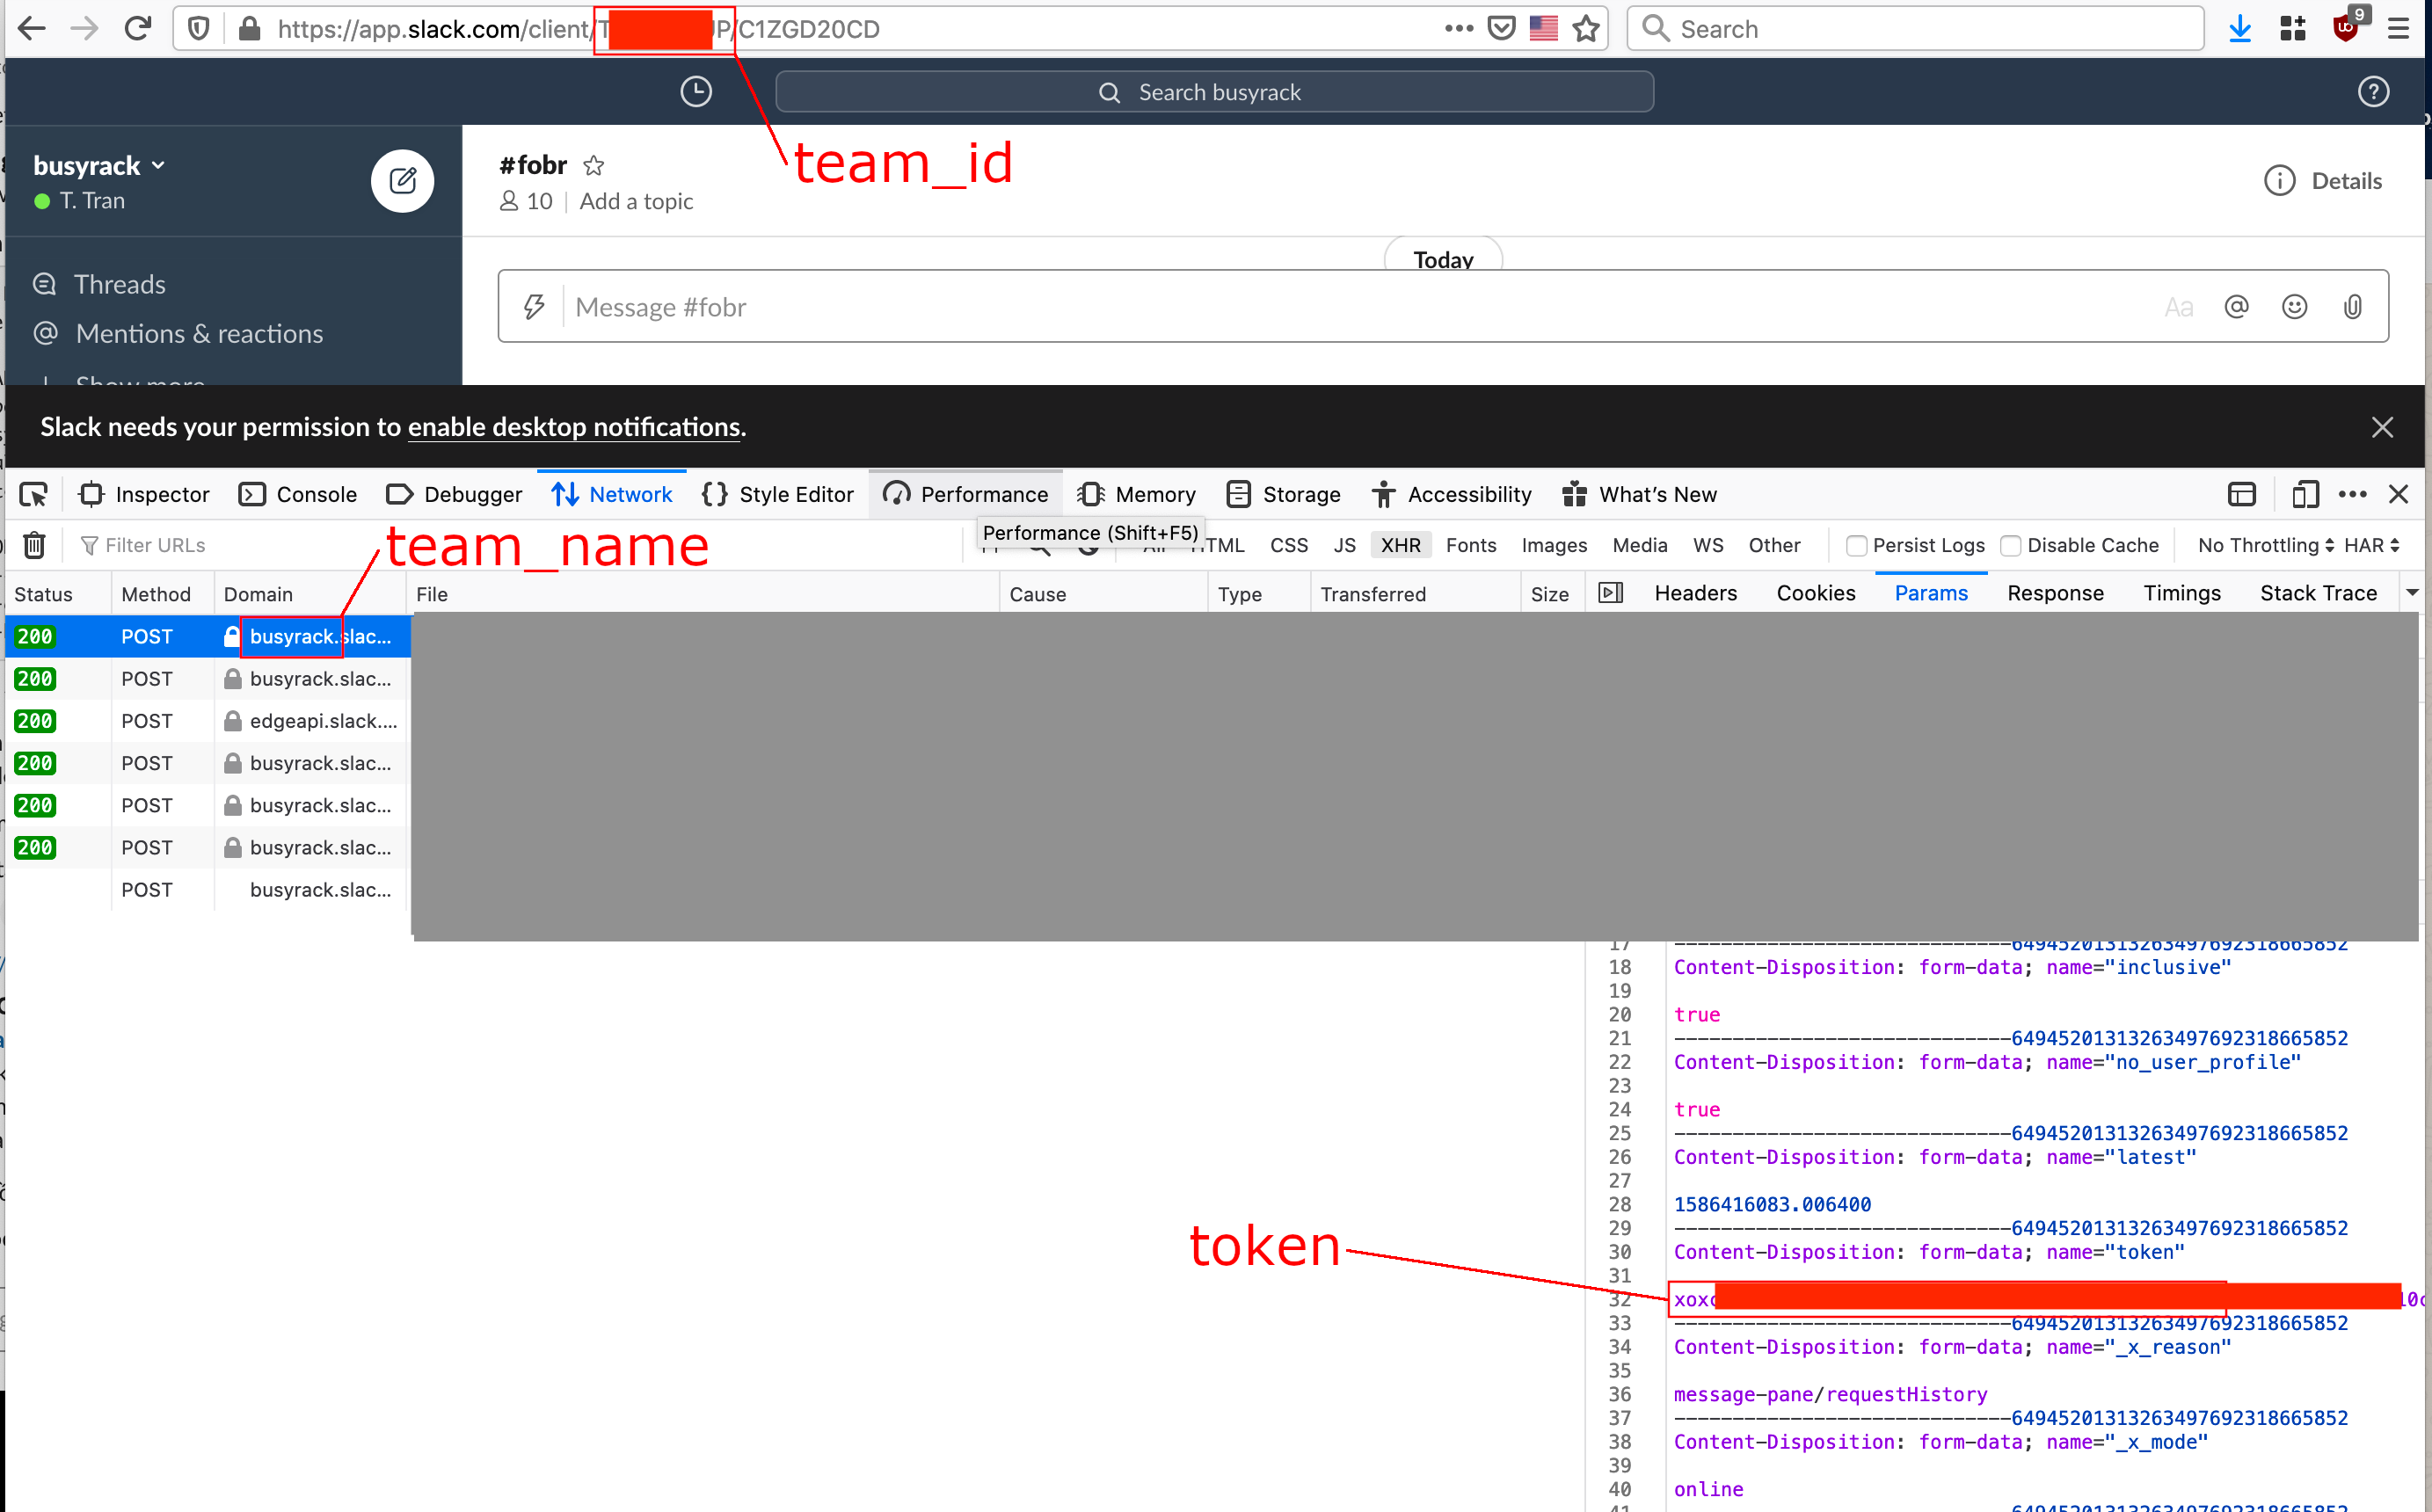 https://app.slack.com/client/T JP/C1ZGD20CD
Search
9
Search busyrack
busyrack
T. Tran
#fobr
team_id
10
Add a topic
Details
Threads
Mentions & reactions
Show more
Today
Message #fobr
Aa
Slack needs your permission to enable desktop notifications.
Inspector Console Debugger Network Style Editor Performance Memory Storage Accessibility What's New
Performance (Shift+F5)
team_name
Filter URLs
All HTML CSS JS XHR Fonts Images Media WS Other Persist Logs Disable Cache No Throttling HAR
Status Method Domain File Cause Type Transferred Size Headers Cookies Params Response Timings Stack Trace
200 POST busyrack.slac...
200 POST busyrack.slac...
200 POST edgeapi.slack....
200 POST busyrack.slac...
200 POST busyrack.slac...
200 POST busyrack.slac...
POST busyrack.slac...
17 -----------------------------6494520131326349769231866585​2
18 Content-Disposition: form-data; name="inclusive"
19
20 true
21 -----------------------------64945201313263497692318665852
22 Content-Disposition: form-data; name="no_user_profile"
23
24 true
25 -----------------------------64945201313263497692318665852
26 Content-Disposition: form-data; name="latest"
27
28 1586416083.006400
29 -----------------------------64945201313263497692318665852
30 Content-Disposition: form-data; name="token"
token
31
32 xoxc
33 -----------------------------64945201313263497692318665852
34 Content-Disposition: form-data; name="_x_reason"
35
36 message-pane/requestHistory
37 -----------------------------64945201313263497692318665852
38 Content-Disposition: form-data; name="_x_mode"
39
40 online
41 -----------------------------64945201313263497692318665852